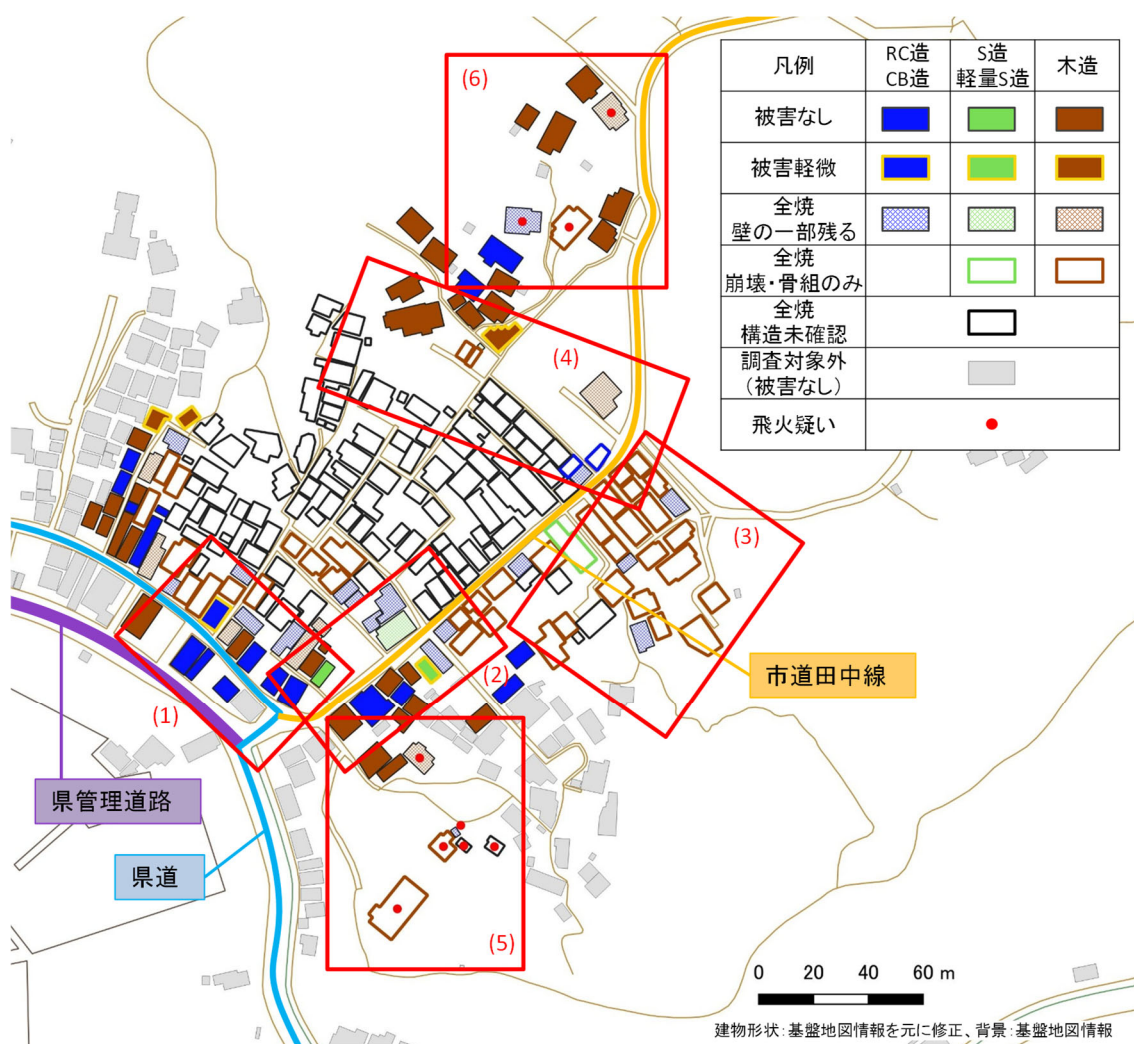 凡例
RC造
CB造
S造
軽量S造
木造
被害なし
被害軽微
全焼
壁の一部残る
全焼
崩壊・骨組のみ
全焼
構造未確認
調査対象外
(被害なし)
飛火疑い
(6)
(4)
(3)
(2)
(1)
(5)
市道田中線
県管理道路
県道
0 20 40 60 m
建物形状:基盤地図情報を元に修正、背景:基盤地図情報